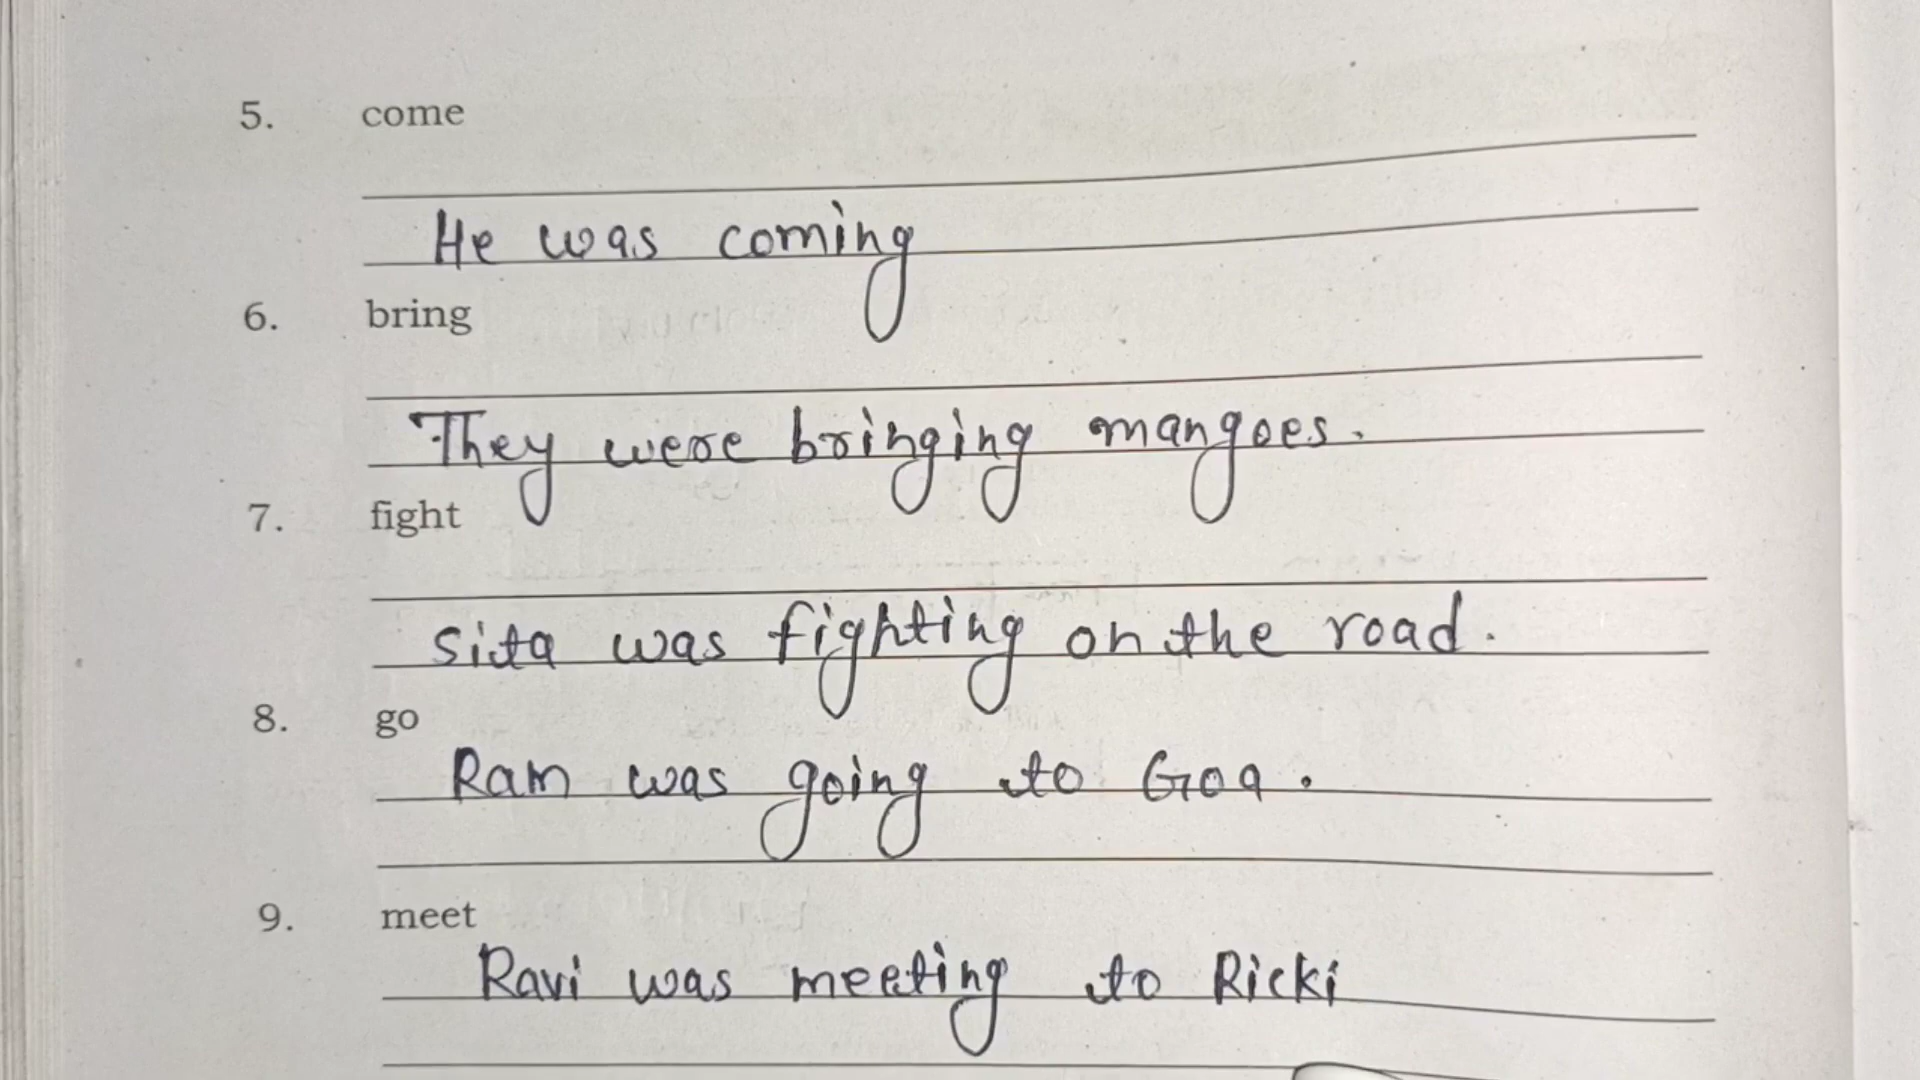 5. come
He was coming
6. bring
They were bringing mangoes.
7. fight
Sita was fighting on the road.
8. go
Ram was going to Goa.
9. meet
Ravi was meeting to Ricki